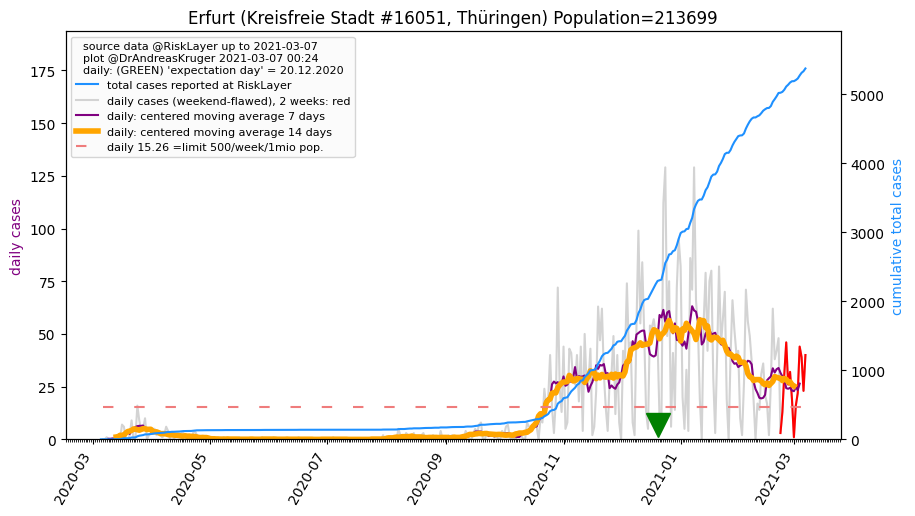 Erfurt (Kreisfreie Stadt #16051, Thüringen) Population=213699
source data @RiskLayer up to 2021-03-07
plot @DrAndreasKruger 2021-03-07 00:24
daily: (GREEN) 'expectation day' = 20.12.2020
total cases reported at RiskLayer
daily cases (weekend-flawed), 2 weeks: red
daily: centered moving average 7 days
daily: centered moving average 14 days
daily 15.26 =limit 500/week/1mio pop.
daily cases
175
150
125
100
75
50
25
0
cumulative total cases
5000
4000
3000
2000
1000
0
2020-03
2020-05
2020-07
2020-09
2020-11
2021-01
2021-03